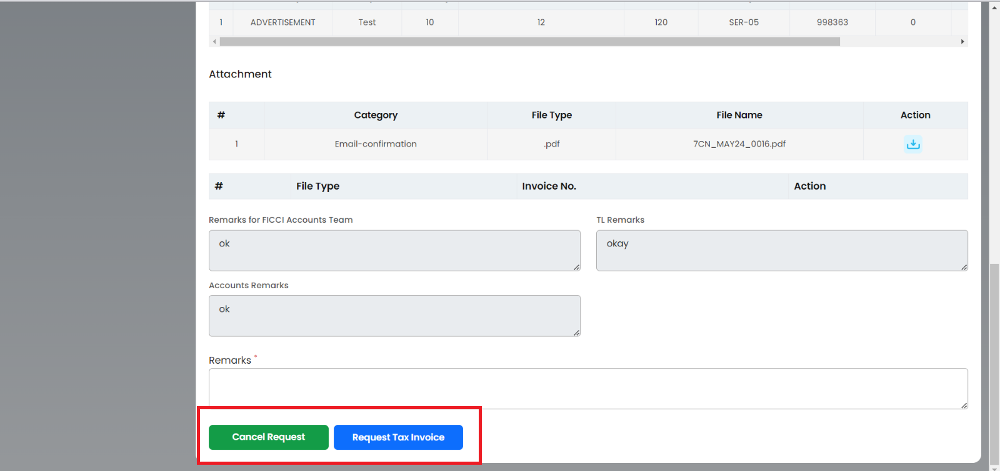 1 ADVERTISEMENT Test 10 12 120 SER-05 998363 0
Attachment
# Category File Type File Name Action
1 Email-confirmation .pdf 7CN_MAY24_0016.pdf
# File Type Invoice No. Action
Remarks for FICCI Accounts Team TL Remarks
ok okay
Accounts Remarks
ok
Remarks *
Cancel Request Request Tax Invoice